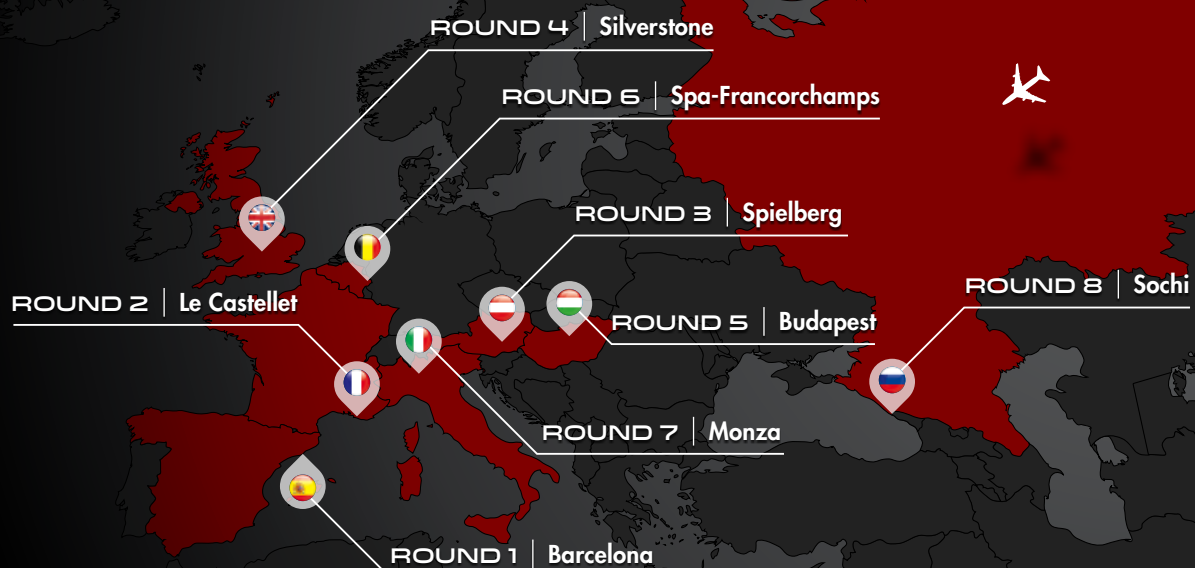 ROUND 4 | Silverstone
ROUND 6 | Spa-Francorchamps
ROUND 3 | Spielberg
ROUND 8 | Sochi
ROUND 2 | Le Castellet
ROUND 5 | Budapest
ROUND 7 | Monza
ROUND 1 | Barcelona